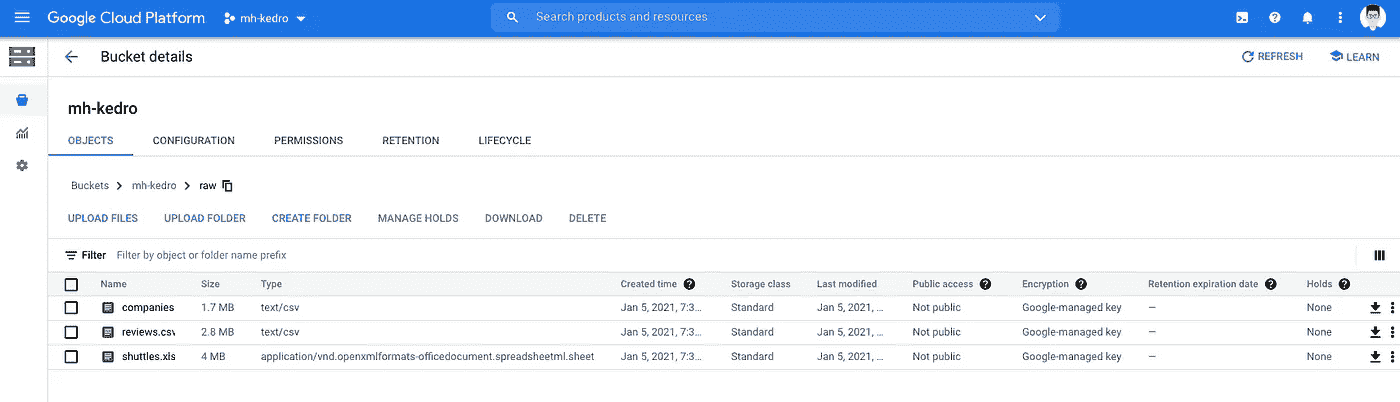 Google Cloud Platform mh-kedro Search products and resources
Bucket details REFRESH LEARN
mh-kedro
OBJECTS CONFIGURATION PERMISSIONS RETENTION LIFECYCLE
Buckets > mh-kedro > raw
UPLOAD FILES UPLOAD FOLDER CREATE FOLDER MANAGE HOLDS DOWNLOAD DELETE
Filter Filter by object or folder name prefix
Name Size Type Created time Storage class Last modified Public access Encryption Retention expiration date Holds
companies 1.7 MB text/csv Jan 5, 2021, 7:3... Standard Jan 5, 2021, ... Not public Google-managed key — None
reviews.csv 2.8 MB text/csv Jan 5, 2021, 7:3... Standard Jan 5, 2021, ... Not public Google-managed key — None
shuttles.xls 4 MB application/vnd.openxmlformats-officedocument.spreadsheetml.sheet Jan 5, 2021, 7:3... Standard Jan 5, 2021, ... Not public Google-managed key — None